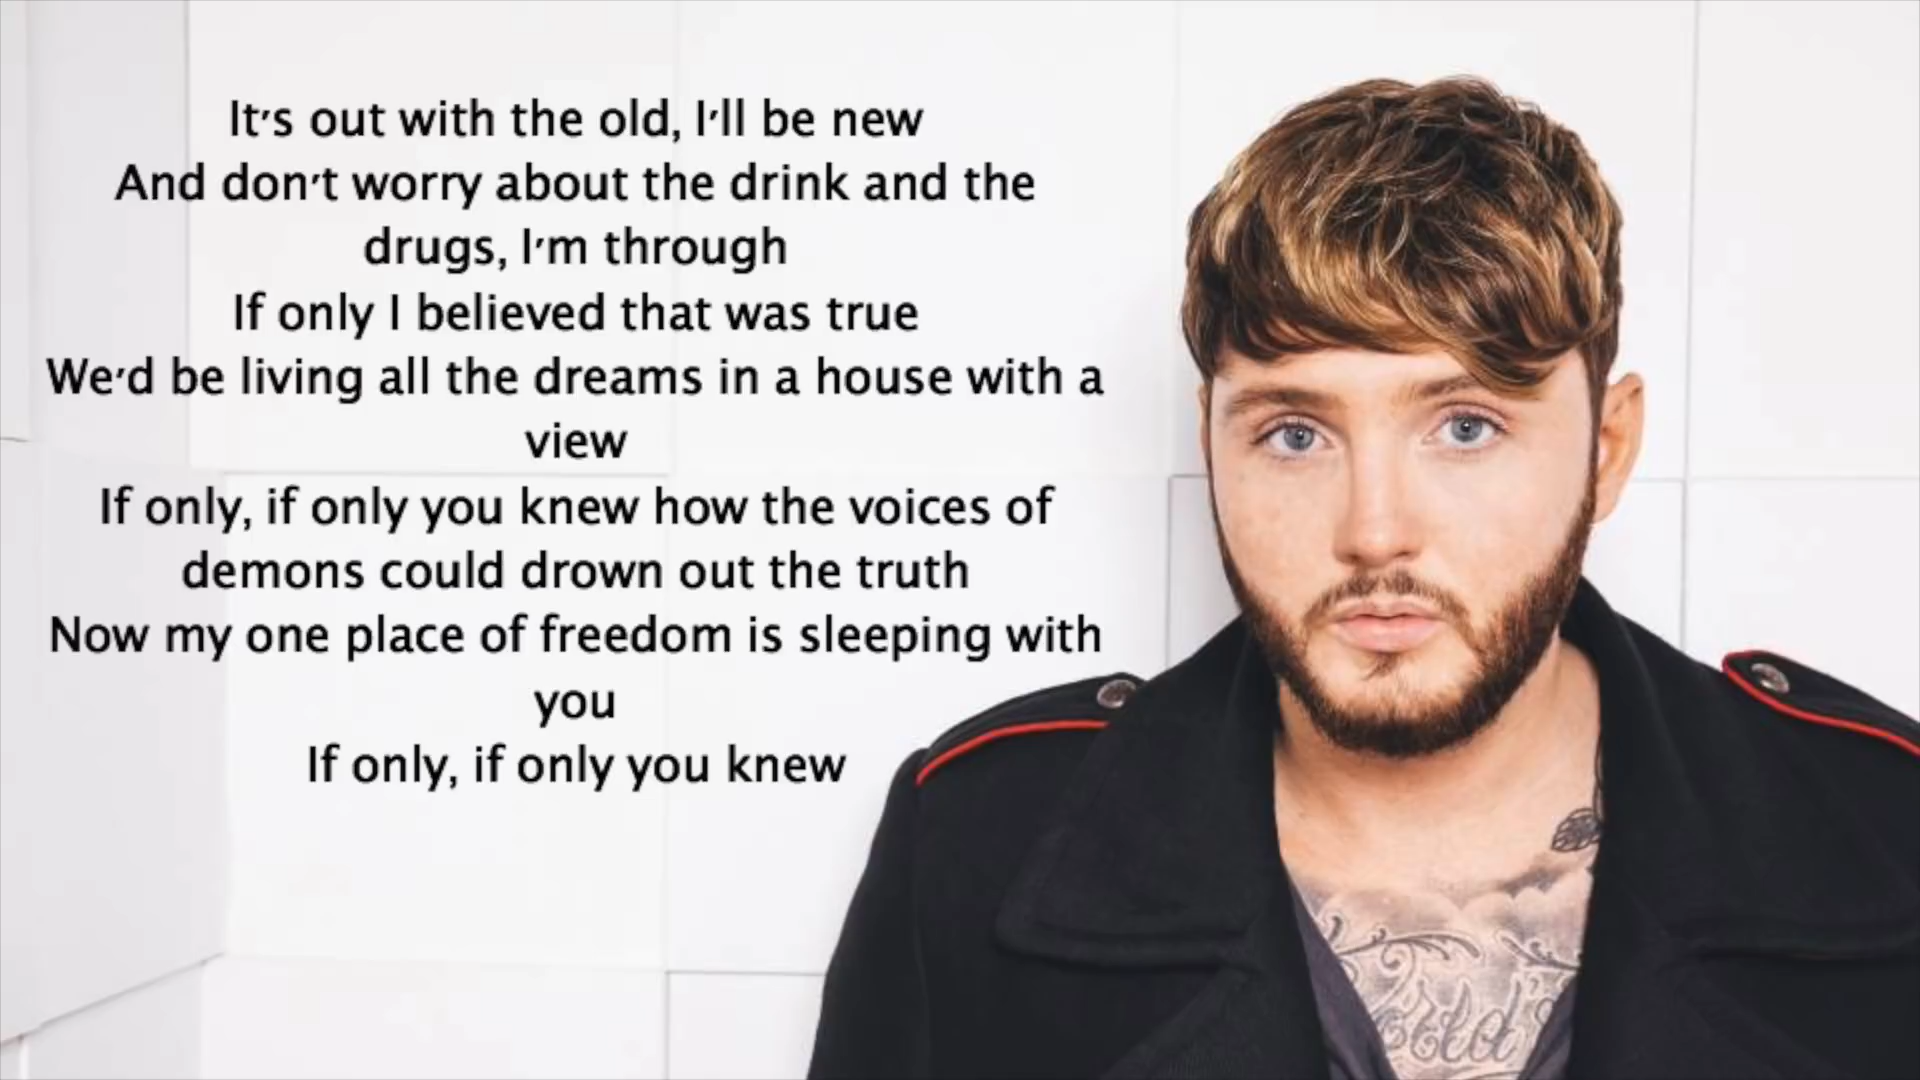 It's out with the old, I'll be new
And don't worry about the drink and the
drugs, I'm through
If only I believed that was true
We'd be living all the dreams in a house with a
view
If only, if only you knew how the voices of
demons could drown out the truth
Now my one place of freedom is sleeping with
you
If only, if only you knew